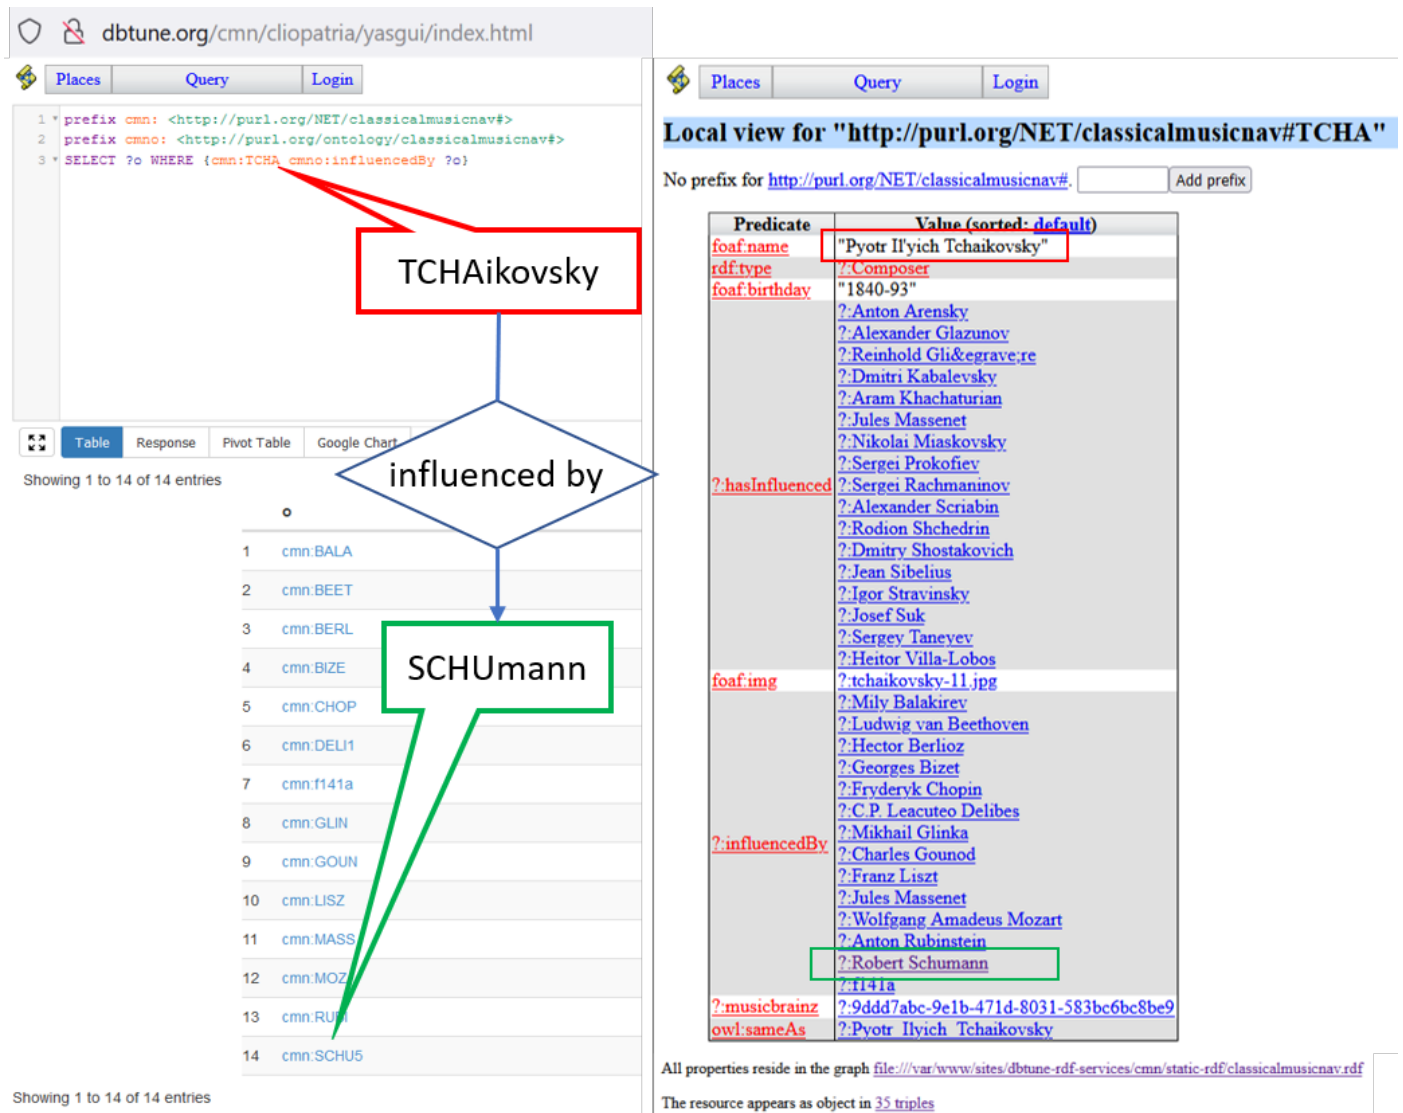 dbtune.org/cmn/cliopatria/yasgui/index.html
Places Query Login
1 prefix cmn: <http://purl.org/NET/classicalmusicnav#>
2 prefix cmno: <http://purl.org/ontology/classicalmusicnav#>
3 SELECT ?o WHERE {cmn:TCHA cmno:influencedBy ?o}
TCHAikovsky
Table Response Pivot Table Google Chart
influenced by
Showing 1 to 14 of 14 entries
o
1 cmn:BALA
2 cmn:BEET
3 cmn:BERL
4 cmn:BIZE
5 cmn:CHOP
6 cmn:DELI1
7 cmn:f141a
8 cmn:GLIN
9 cmn:GOUN
10 cmn:LISZ
11 cmn:MASS
12 cmn:MOZ
13 cmn:RUBI
14 cmn:SCHU5
SCHUmann
Showing 1 to 14 of 14 entries
Places Query Login
Local view for "http://purl.org/NET/classicalmusicnav#TCHA"
No prefix for http://purl.org/NET/classicalmusicnav#. Add prefix
Predicate Value (sorted: default)
foaf:name "Pyotr Il'yich Tchaikovsky"
rdf:type ?:Composer
foaf:birthday "1840-93"
?:hasInfluenced
?:Anton Arensky
?:Alexander Glazunov
?:Reinhold Gli&egrave;re
?:Dmitri Kabalevsky
?:Aram Khachaturian
?:Jules Massenet
?:Nikolai Miaskovsky
?:Sergei Prokofiev
?:Sergei Rachmaninov
?:Alexander Scriabin
?:Rodion Shchedrin
?:Dmitry Shostakovich
?:Jean Sibelius
?:Igor Stravinsky
?:Josef Suk
?:Sergey Taneyev
?:Heitor Villa-Lobos
foaf:img ?:tchaikovsky-11.jpg
?:influencedBy
?:Mily Balakirev
?:Ludwig van Beethoven
?:Hector Berlioz
?:Georges Bizet
?:Fryderyk Chopin
?:C.P. Leacuteo Delibes
?:Mikhail Glinka
?:Charles Gounod
?:Franz Liszt
?:Jules Massenet
?:Wolfgang Amadeus Mozart
?:Anton Rubinstein
?:Robert Schumann
?:f141a
?:musicbrainz ?:9ddd7abc-9e1b-471d-8031-583bc6bc8be9
owl:sameAs ?:Pyotr_Ilyich_Tchaikovsky
All properties reside in the graph file:///var/www/sites/dbtune-rdf-services/cmn/static-rdf/classicalmusicnav.rdf
The resource appears as object in 35 triples